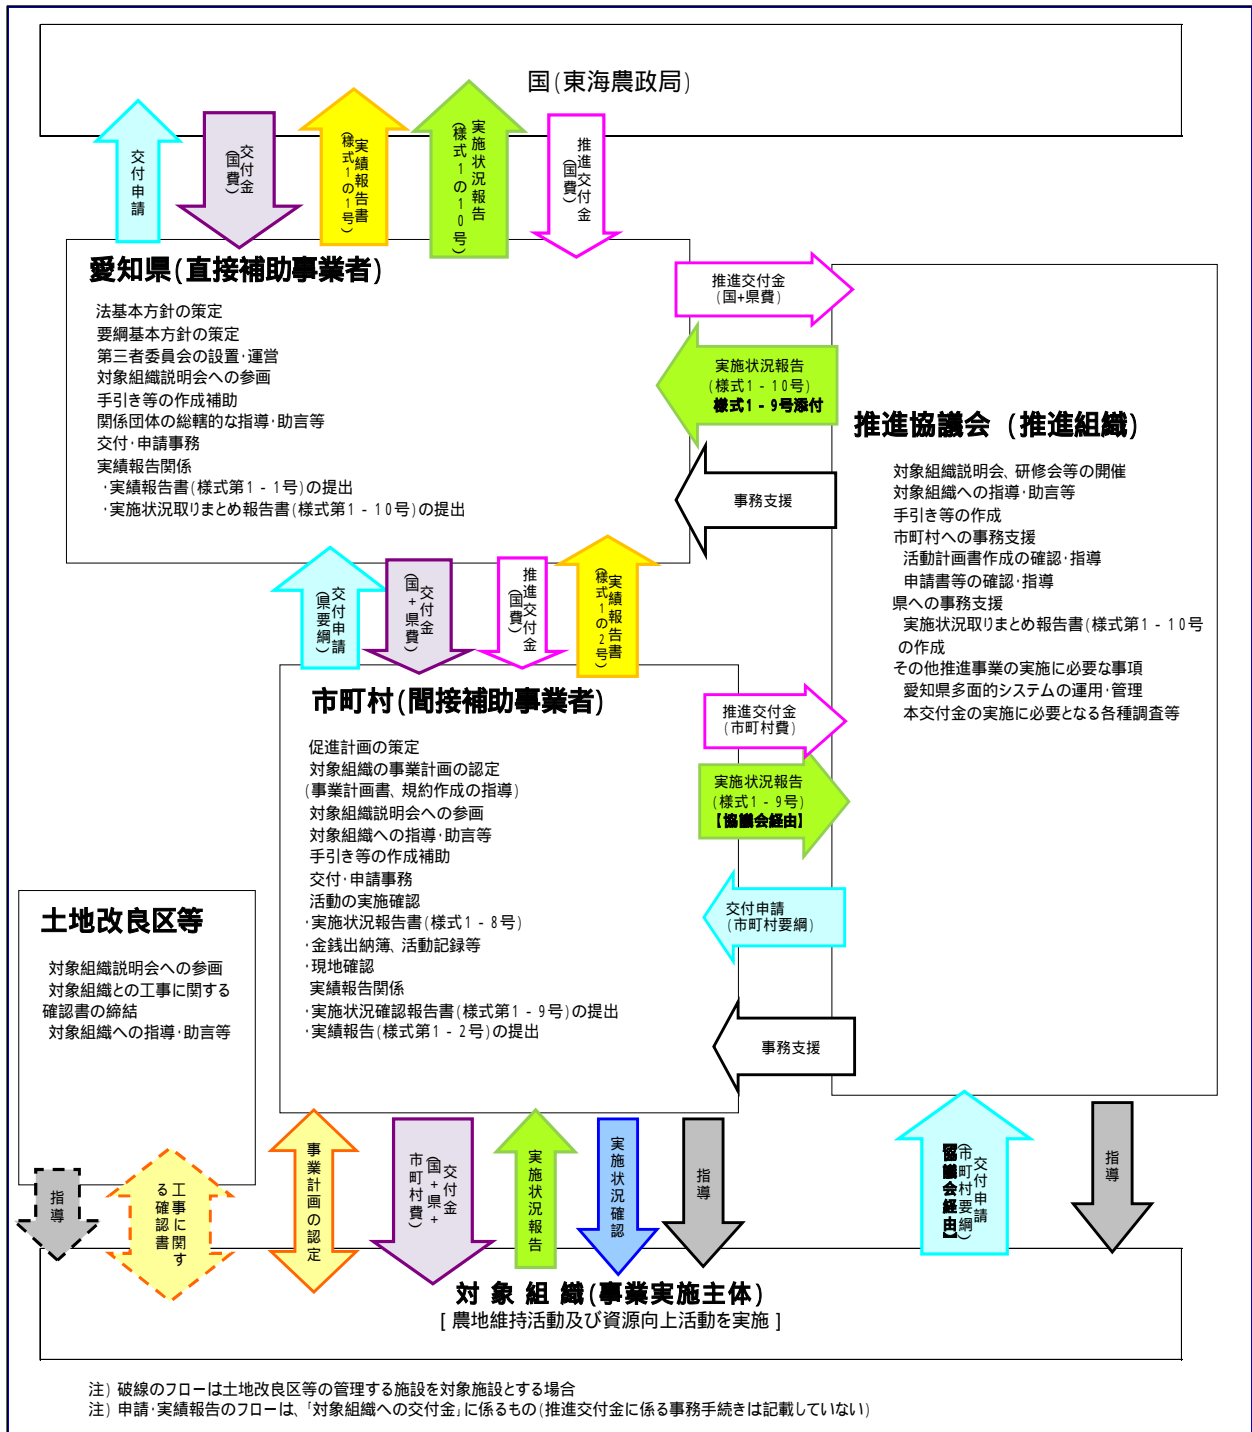 国(東海農政局)
交付申請
交付金
(国費)
実績報告書
(様式1の1号)
実施状況報告
(様式1の10号)
推進交付金
(国費)
愛知県(直接補助事業者)
法基本方針の策定
要綱基本方針の策定
第三者委員会の設置・運営
対象組織説明会への参画
手引き等の作成補助
関係団体の総轄的な指導・助言等
交付・申請事務
実績報告関係
・実績報告書(様式第1-1号)の提出
・実施状況取りまとめ報告書(様式第1-10号)の提出
推進交付金
(国+県費)
実施状況報告
(様式1-10号)
様式1-9号添付
事務支援
推進協議会 (推進組織)
対象組織説明会、研修会等の開催
対象組織への指導・助言等
手引き等の作成
市町村への事務支援
活動計画書作成の確認・指導
申請書等の確認・指導
県への事務支援
実施状況取りまとめ報告書(様式第1-10号
の作成
その他推進事業の実施に必要な事項
愛知県多面的システムの運用・管理
本交付金の実施に必要となる各種調査等
交付申請
(県要綱)
交付金
(国+県費)
推進交付金
(国費)
実績報告書
(様式1の2号)
市町村(間接補助事業者)
促進計画の策定
対象組織の事業計画の認定
(事業計画書、規約作成の指導)
対象組織説明会への参画
対象組織への指導・助言等
手引き等の作成補助
交付・申請事務
活動の実施確認
・実施状況報告書(様式1-8号)
・金銭出納簿、活動記録等
・現地確認
実績報告関係
・実施状況確認報告書(様式第1-9号)の提出
・実績報告(様式第1-2号)の提出
推進交付金
(市町村費)
実施状況報告
(様式1-9号)
【協議会経由】
交付申請
(市町村要綱)
事務支援
土地改良区等
対象組織説明会への参画
対象組織との工事に関する
確認書の締結
対象組織への指導・助言等
指導
工事に関す
る確認書
事業計画の認定
交付金
(国+県+
市町村費)
実施状況報告
実施状況確認
指導
交付申請
(市町村要綱)
【協議会経由】
指導
対 象 組 織(事業実施主体)
[ 農地維持活動及び資源向上活動を実施 ]
注) 破線のフローは土地改良区等の管理する施設を対象施設とする場合
注) 申請・実績報告のフローは、「対象組織への交付金」に係るもの(推進交付金に係る事務手続きは記載していない)